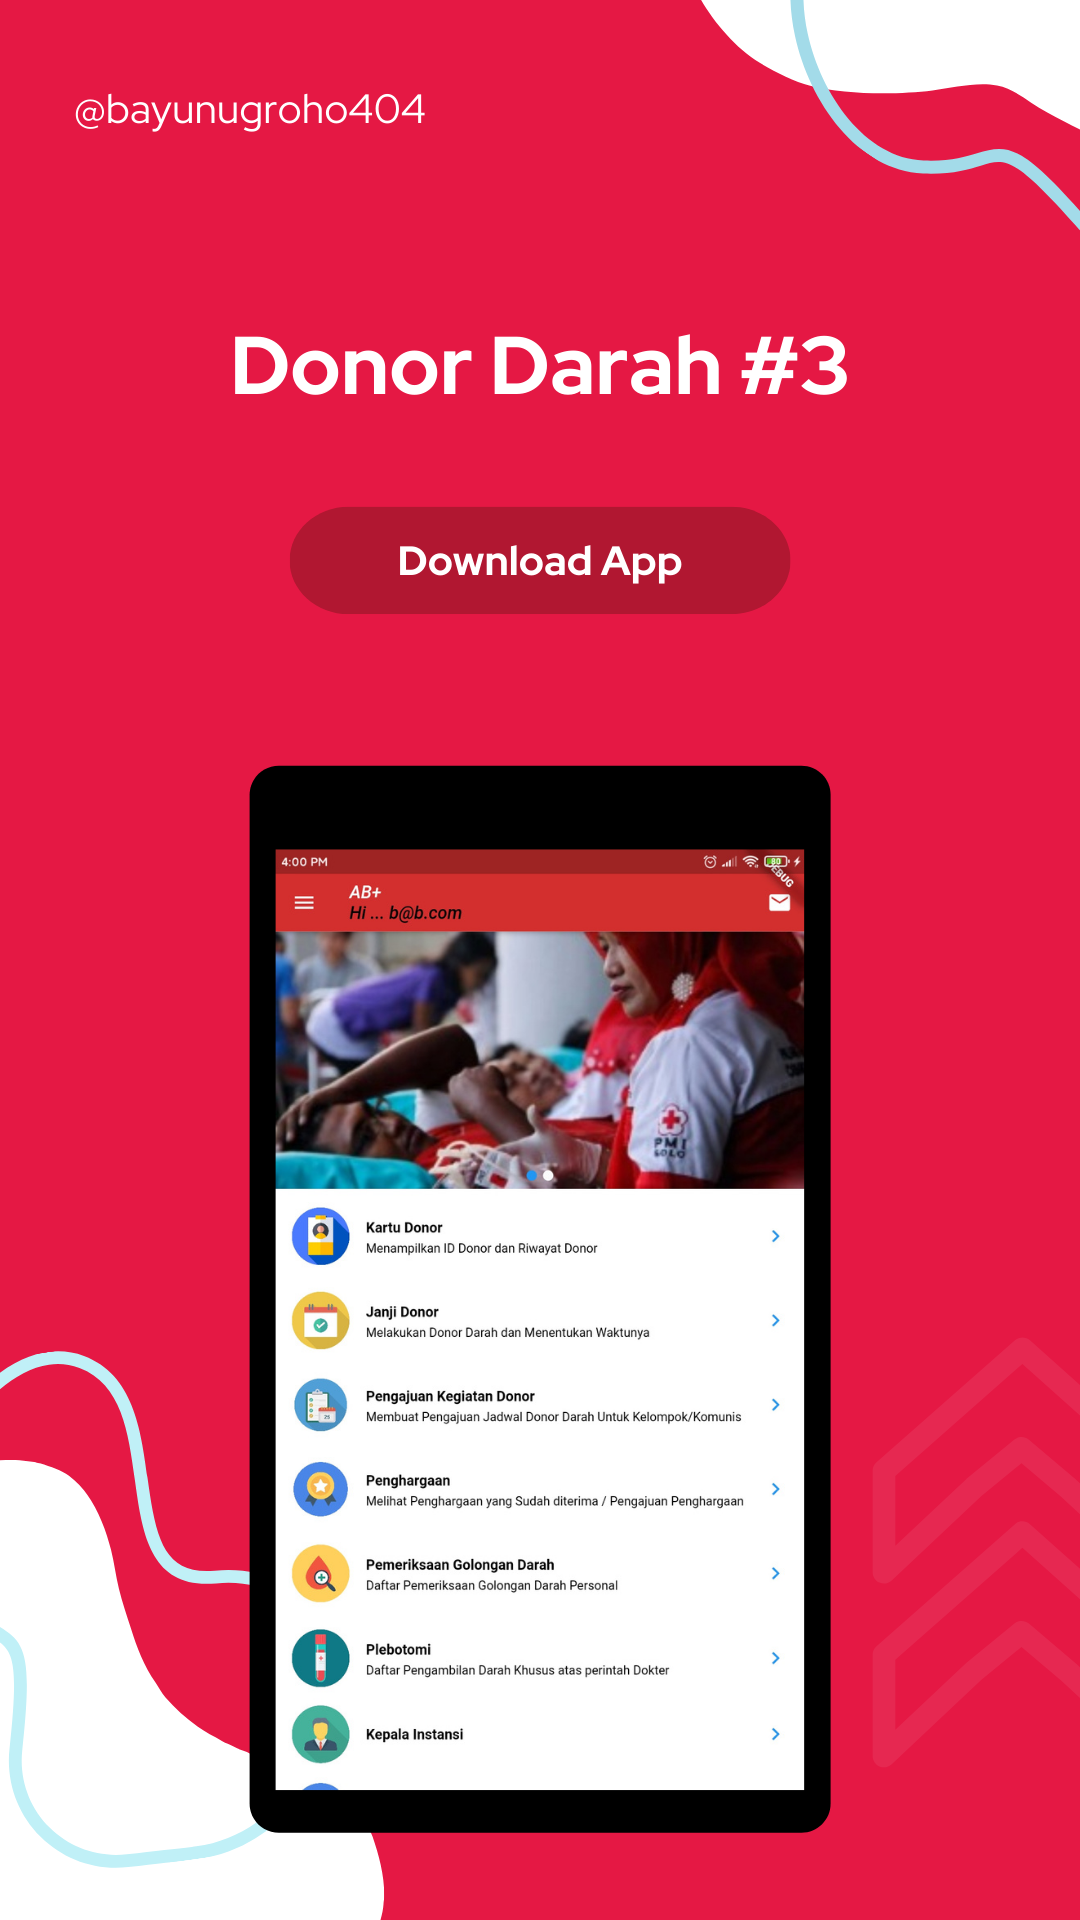 @bayunugroho404
Donor Darah #3
Download App
4:00 PM
80
AB+
Hi ... b@b.com
PMI
SOLO
Kartu Donor
Menampilkan ID Donor dan Riwayat Donor
Janji Donor
Melakukan Donor Darah dan Menentukan Waktunya
Pengajuan Kegiatan Donor
Membuat Pengajuan Jadwal Donor Darah Untuk Kelompok/Komunis
Penghargaan
Melihat Penghargaan yang Sudah diterima / Pengajuan Penghargaan
Pemeriksaan Golongan Darah
Daftar Pemeriksaan Golongan Darah Personal
Plebotomi
Daftar Pengambilan Darah Khusus atas perintah Dokter
Kepala Instansi